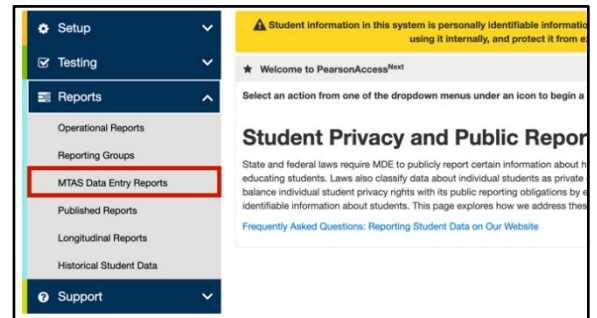 Setup
Testing
Reports
Operational Reports
Reporting Groups
MTAS Data Entry Reports
Published Reports
Longitudinal Reports
Historical Student Data
Support
Student information in this system is personally identifiable
using it internally, and protect it from
Welcome to PearsonAccessNext
Select an action from one of the dropdown menus under an icon to begin a
Student Privacy and Public
State and federal laws require MDE to publicly report certain information about
educating students. Laws also classify data about individual students as private
balance individual student privacy rights with its public reporting obligations by
identifiable information about students. This page explores how we address
Frequently Asked Questions: Reporting Student Data on Our Website